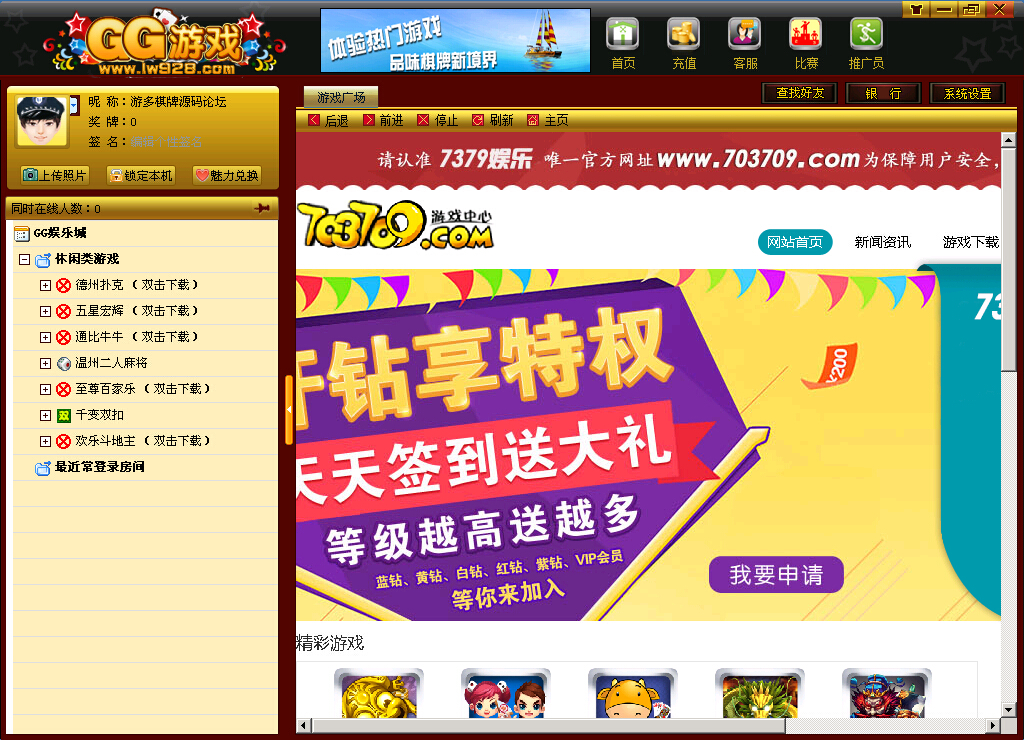 GG游戏
www.lw928.com
体验热门游戏
品味棋牌新境界
首页
充值
客服
比赛
推广员
昵 称：游多棋牌源码论坛
奖 牌：0
签 名：
上传照片
锁定本机
魅力兑换
游戏广场
查找好友
银 行
系统设置
后退
前进
停止
刷新
主页
同时在线人数：0
GG娱乐城
休闲类游戏
德州扑克（双击下载）
五星宏辉（双击下载）
通比牛牛（双击下载）
温州二人麻将
至尊百家乐（双击下载）
双
千变双扣
欢乐斗地主（双击下载）
最近常登录房间
请认准 7379娱乐 唯一官方网址www.703709.com为保障用户安全,
703709.COM
游戏中心
网站首页
新闻资讯
游戏下载
73
开钻享特权
¥200
天天签到送大礼
等级越高送越多
蓝钻、黄钻、白钻、红钻、紫钻、VIP会员
等你来加入
我要申请
精彩游戏